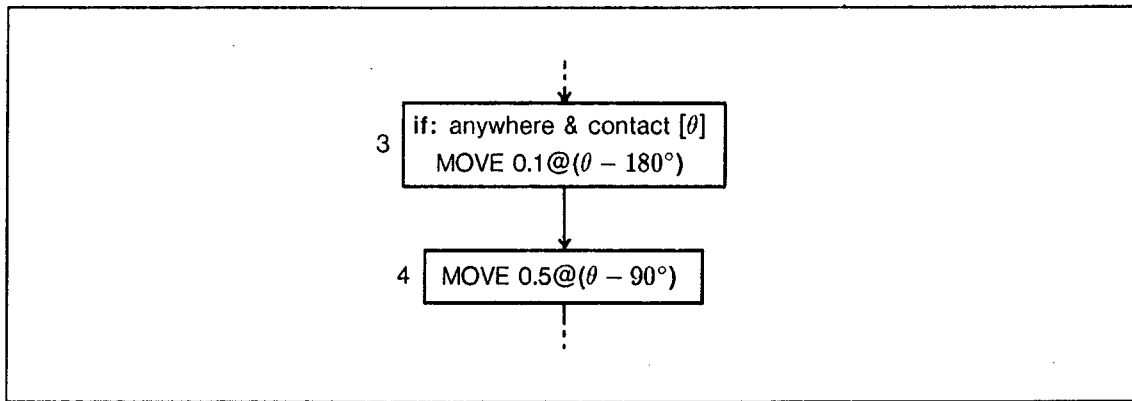 if: anywhere & contact [θ]
3
MOVE 0.1@(θ − 180°)
4 MOVE 0.5@(θ − 90°)